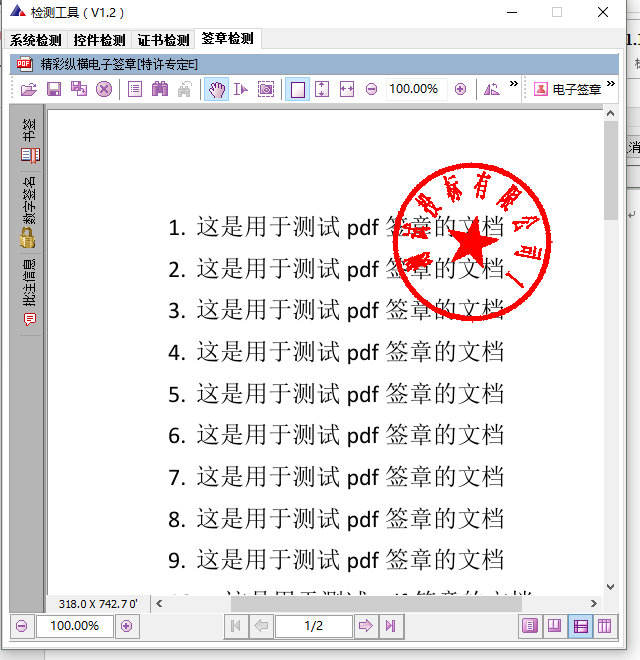 检测工具（V1.2）
系统检测 控件检测 证书检测 签章检测
精彩纵横电子签章[特许专定E]
100.00% 电子签章
书签
数字签名
批注信息
测试投标有限公司一
1. 这是用于测试 pdf 签章的文档
2. 这是用于测试 pdf 签章的文档
3. 这是用于测试 pdf 签章的文档
4. 这是用于测试 pdf 签章的文档
5. 这是用于测试 pdf 签章的文档
6. 这是用于测试 pdf 签章的文档
7. 这是用于测试 pdf 签章的文档
8. 这是用于测试 pdf 签章的文档
9. 这是用于测试 pdf 签章的文档
318.0 X 742.7 0'
100.00% 1/2